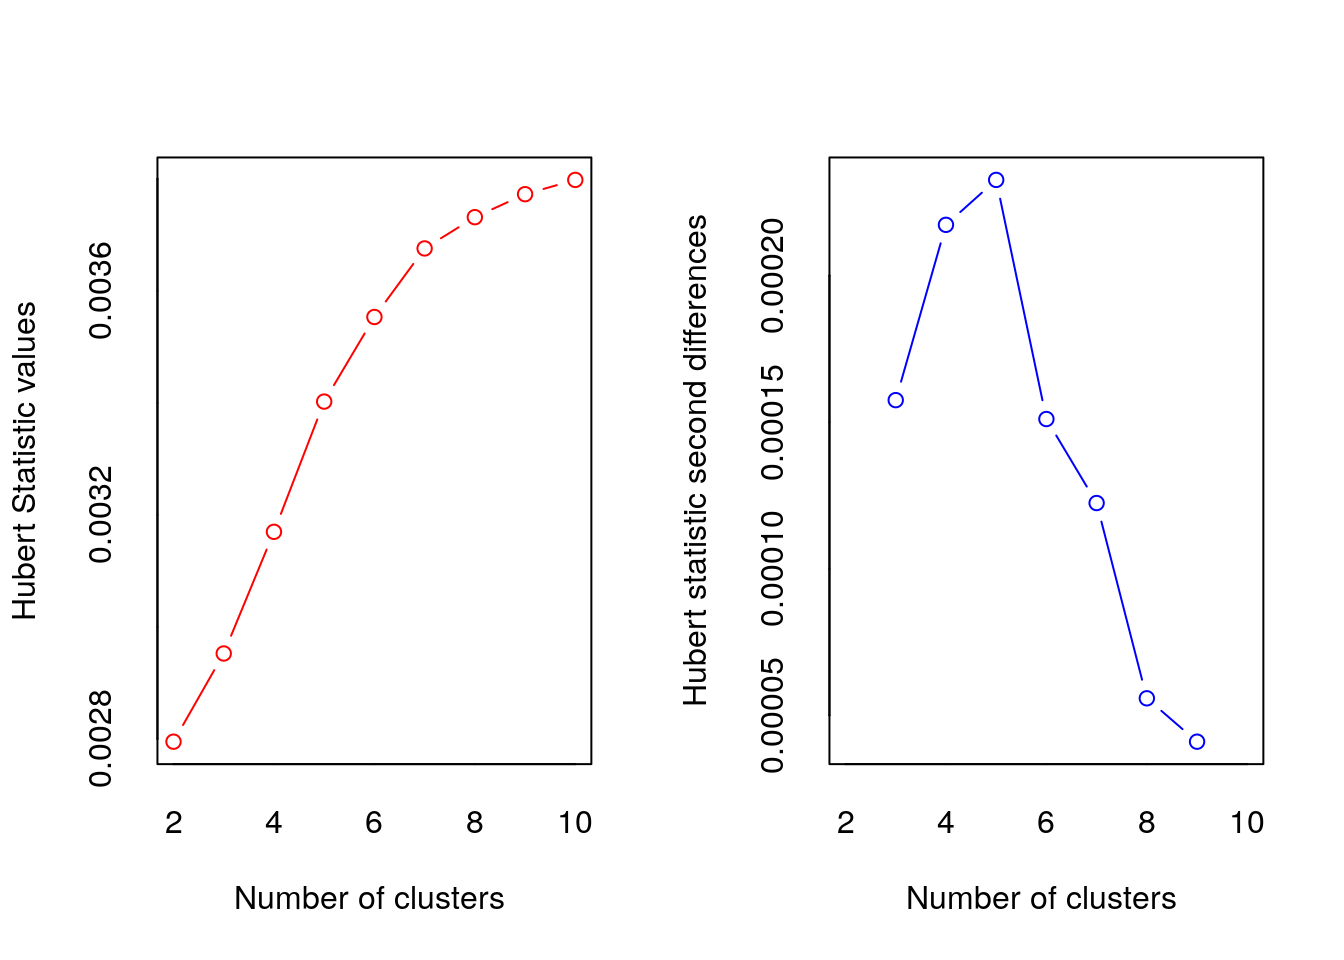 Hubert Statistic values
0.0028
0.0032
0.0036
2 4 6 8 10
Number of clusters
Hubert statistic second differences
0.00005
0.00010
0.00015
0.00020
2 4 6 8 10
Number of clusters